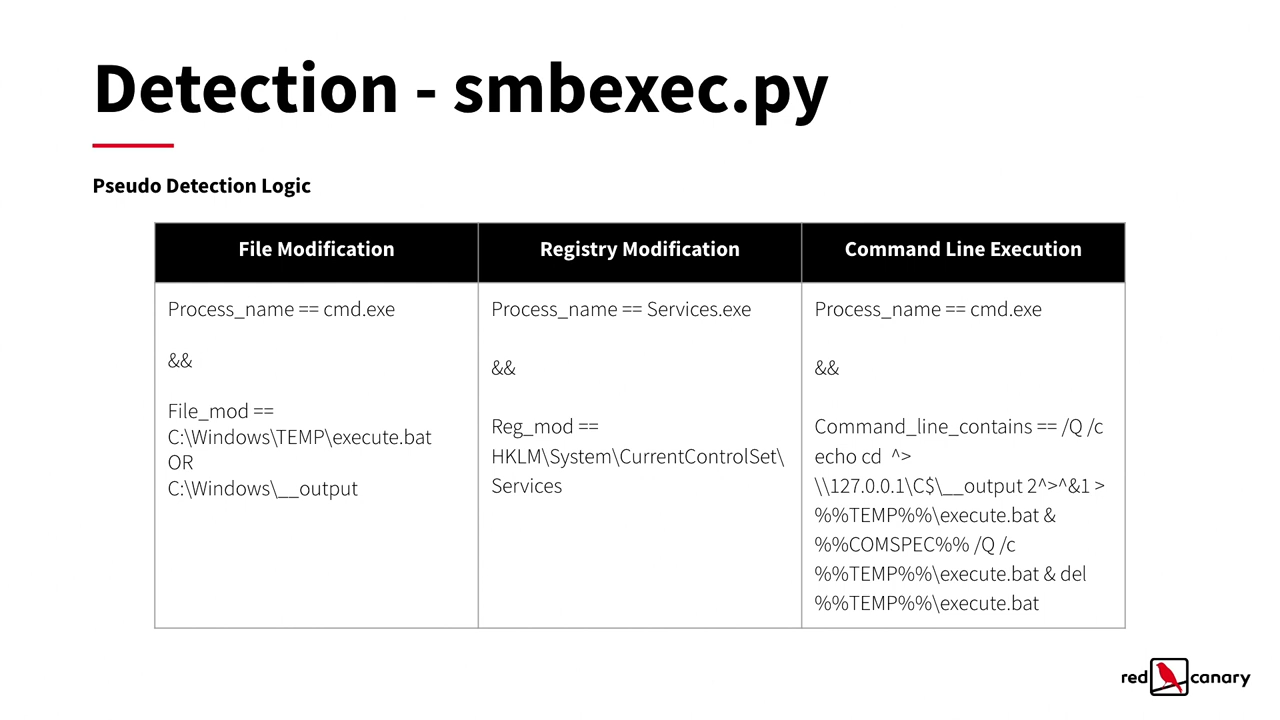 Detection - smbexec.py
Pseudo Detection Logic
File Modification
Process_name == cmd.exe
&&
File_mod ==
C:\Windows\TEMP\execute.bat
OR
C:\Windows\__output
Registry Modification
Process_name == Services.exe
&&
Reg_mod ==
HKLM\System\CurrentControlSet\
Services
Command Line Execution
Process_name == cmd.exe
&&
Command_line_contains == /Q /c
echo cd  ^>
\\127.0.0.1\C$\__output 2^>^&1 >
%%TEMP%%\execute.bat &
%%COMSPEC%% /Q /c
%%TEMP%%\execute.bat & del
%%TEMP%%\execute.bat
red canary